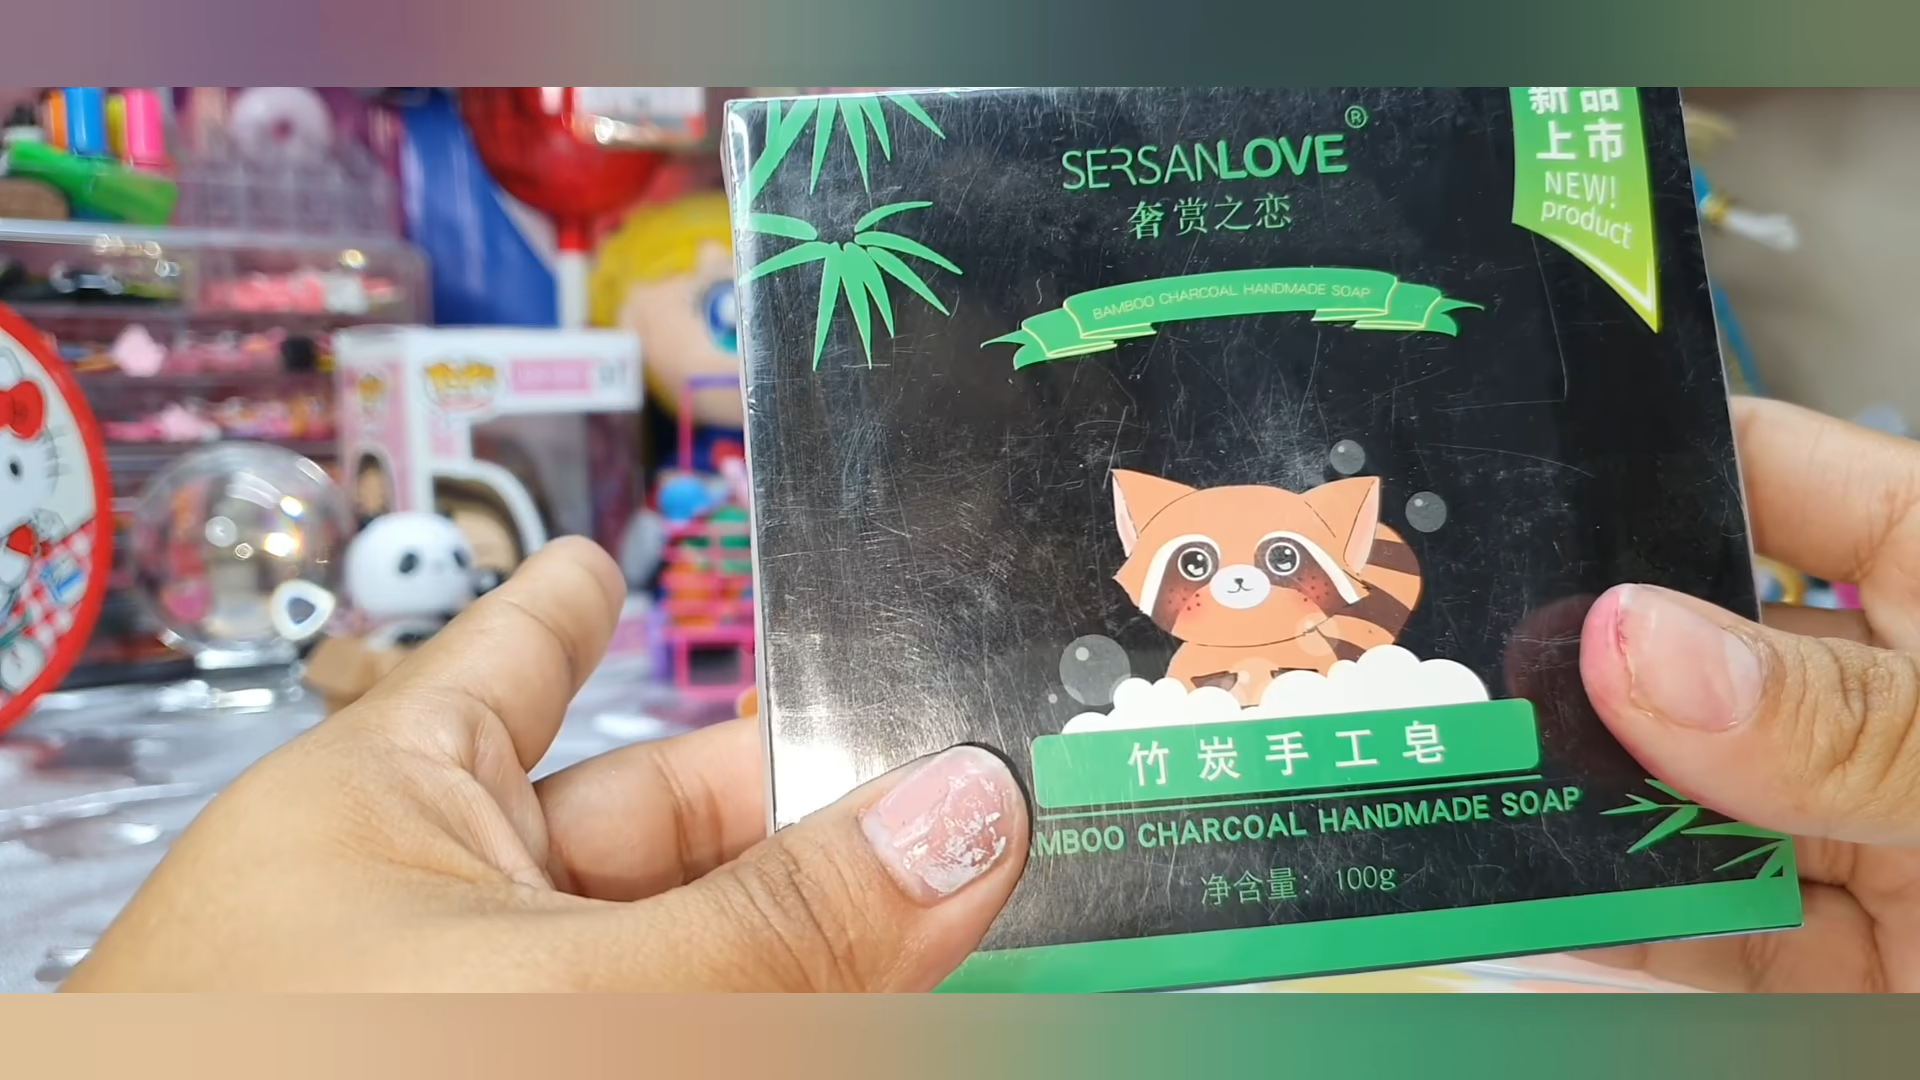 新品
上市
NEW!
product
SERSANLOVE®
奢赏之恋
BAMBOO CHARCOAL HANDMADE SOAP
竹炭手工皂
MBOO CHARCOAL HANDMADE SOAP
净含量：100g